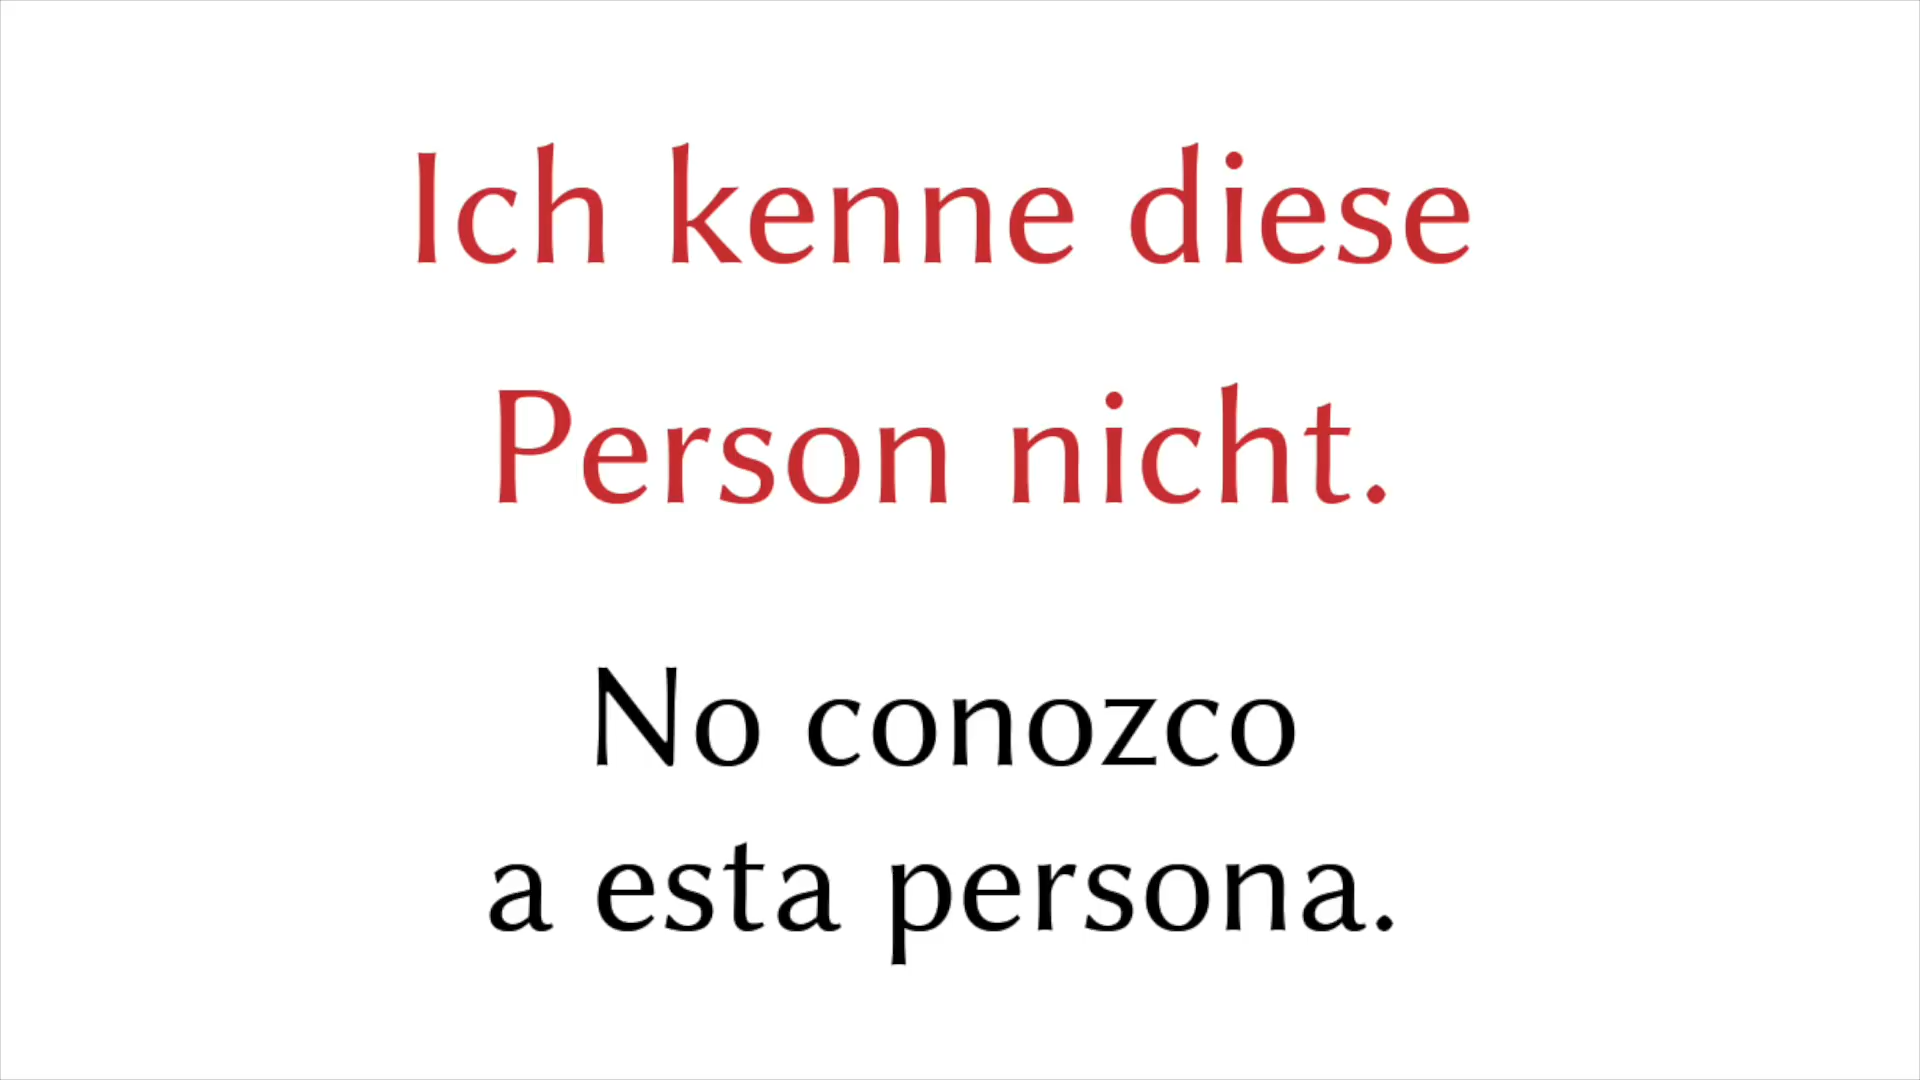 Ich kenne diese
Person nicht.
No conozco
a esta persona.